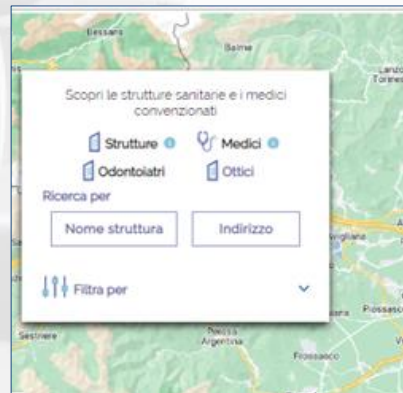 Bessans
Balme
Lanzo
Torinese
Scopri le strutture sanitarie e i medici
convenzionati
Strutture Medici
Odontoiatri Ottici
Ricerca per
Nome struttura Indirizzo
Avigliana
Filtra per
Piossasco
Sestriere
Perosa
Argentina
Frossasco